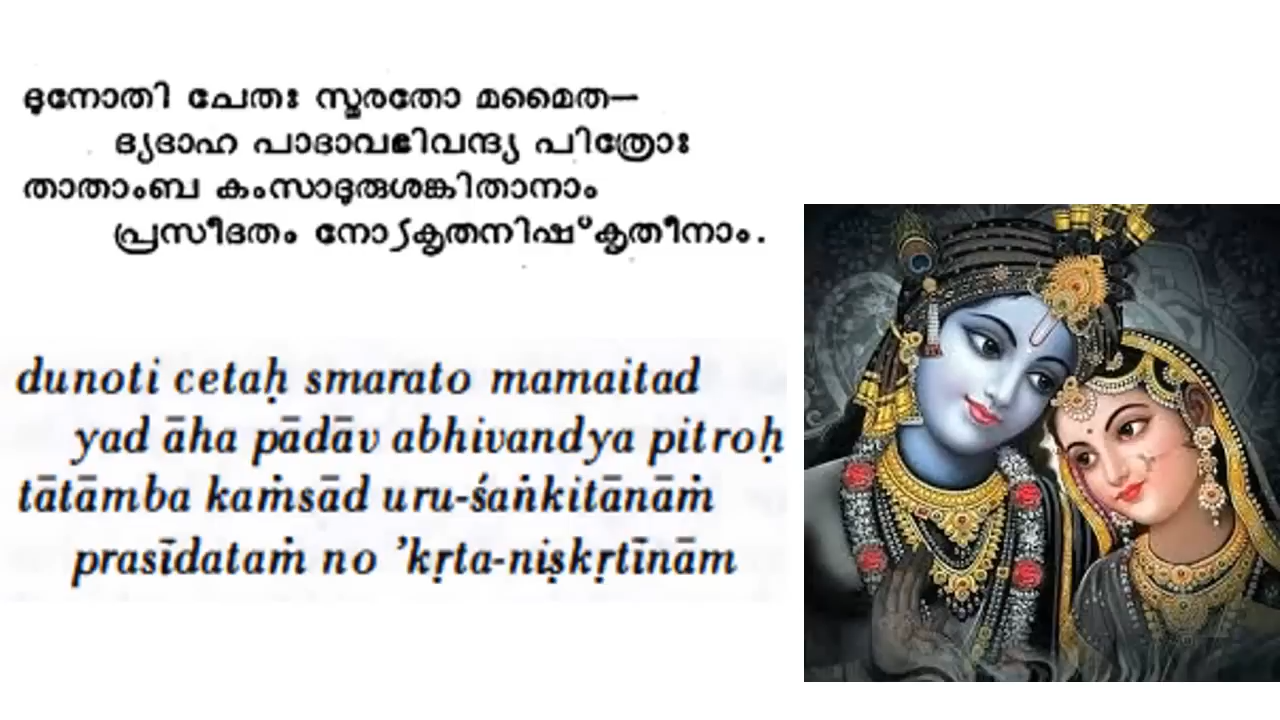 ദുനോതി ചേതഃ സ്മരതോ മമൈത—
ദ്യദാഹ പാദാവഭിവന്ദ്യ പിത്രോഃ
താതാംബ കംസാദുരുശങ്കിതാനാം
പ്രസീദതം നോഽകൃതനിഷ്കൃതീനാം.
dunoti cetaḥ smarato mamaitad
yad āha pādāv abhivandya pitroḥ
tātāmba kaṁsād uru-śaṅkitānāṁ
prasīdataṁ no ’kṛta-niṣkṛtīnām